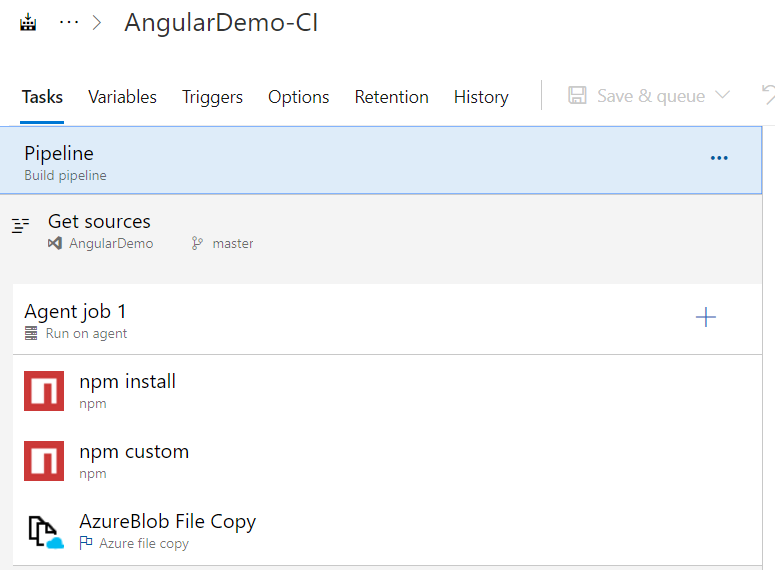 ··· > AngularDemo-CI
Tasks Variables Triggers Options Retention History Save & queue
Pipeline
Build pipeline
Get sources
AngularDemo master
Agent job 1
Run on agent
npm install
npm
npm custom
npm
AzureBlob File Copy
Azure file copy